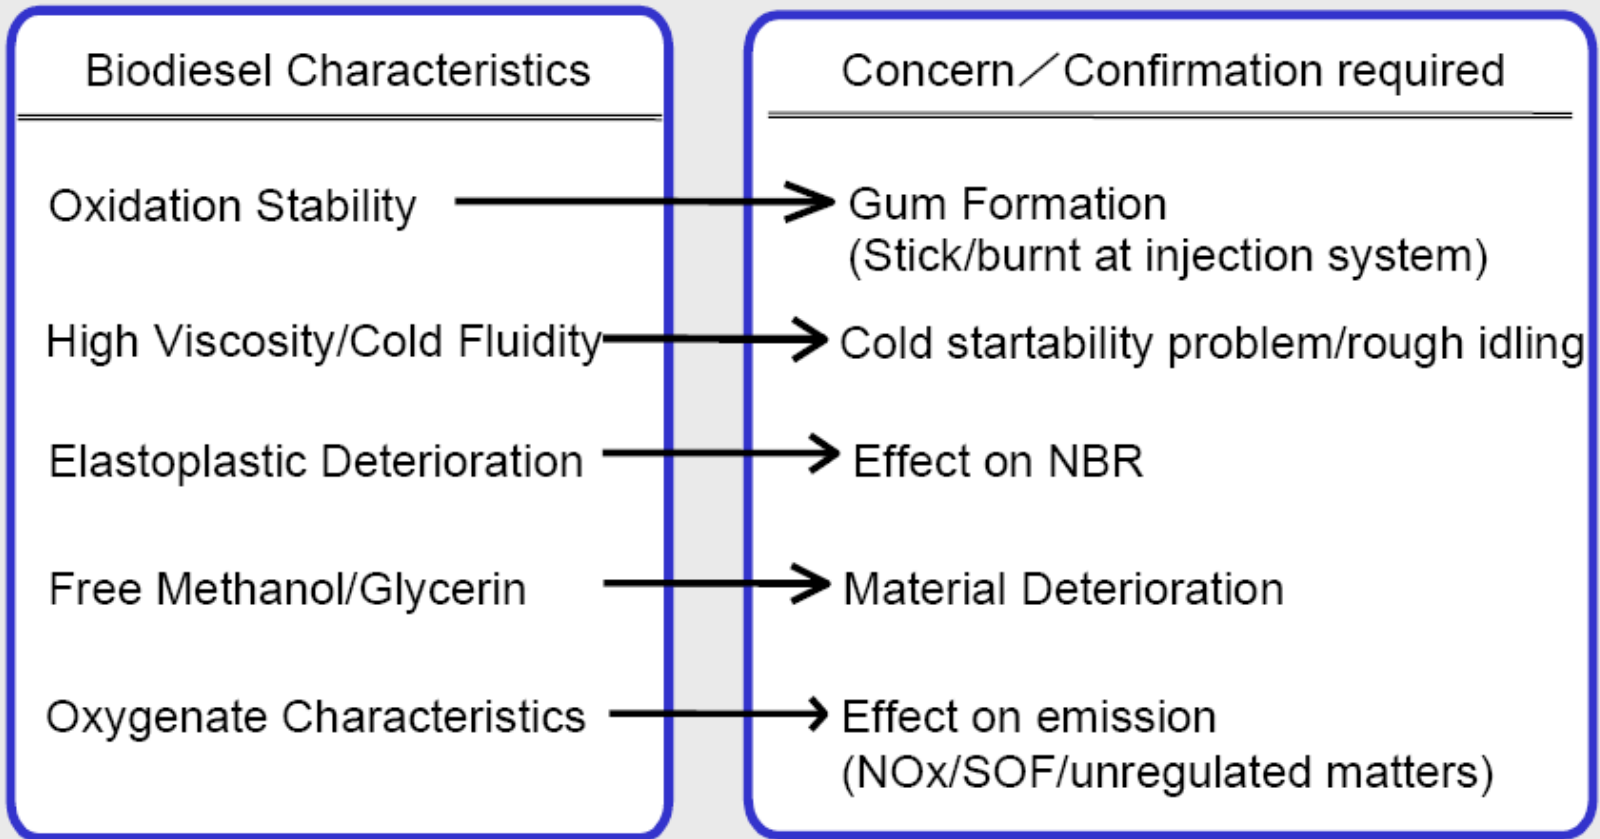 Biodiesel Characteristics
Oxidation Stability
High Viscosity/Cold Fluidity
Elastoplastic Deterioration
Free Methanol/Glycerin
Oxygenate Characteristics
Concern／Confirmation required
Gum Formation
(Stick/burnt at injection system)
Cold startability problem/rough idling
Effect on NBR
Material Deterioration
Effect on emission
(NOx/SOF/unregulated matters)